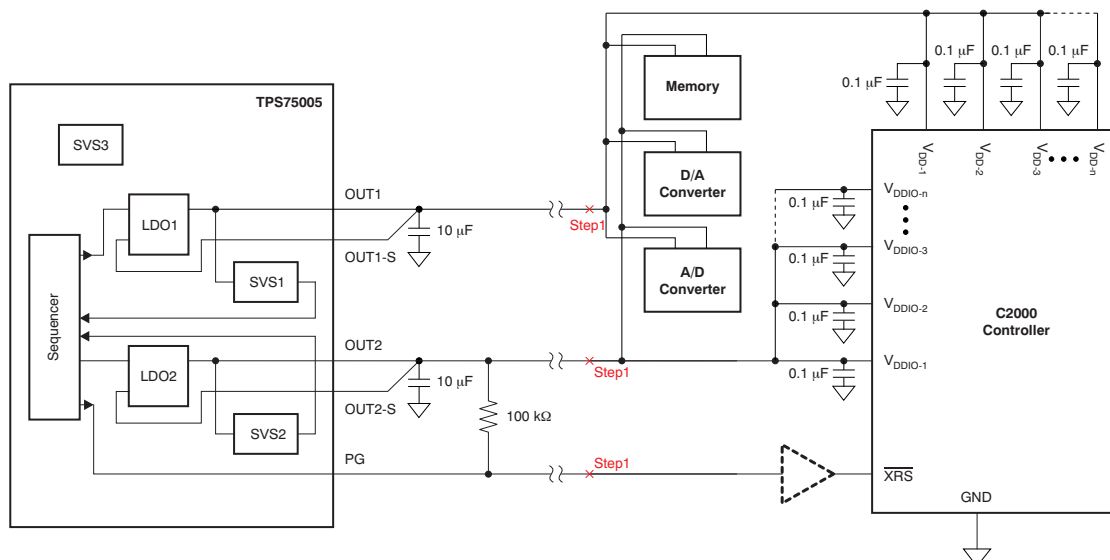 0.1 μF
0.1 μF
0.1 μF
0.1 μF
TPS75005
Memory
SVS3
V_DD-1
V_DD-2
V_DD-3
V_DD-n
D/A
Converter
OUT1
V_DDIO-n
0.1 μF
LDO1
Step1
10 μF
V_DDIO-3
OUT1-S
0.1 μF
A/D
Converter
SVS1
Sequencer
V_DDIO-2
C2000
Controller
0.1 μF
OUT2
V_DDIO-1
LDO2
Step1
0.1 μF
10 μF
OUT2-S
100 kΩ
SVS2
PG
Step1
XRS
GND